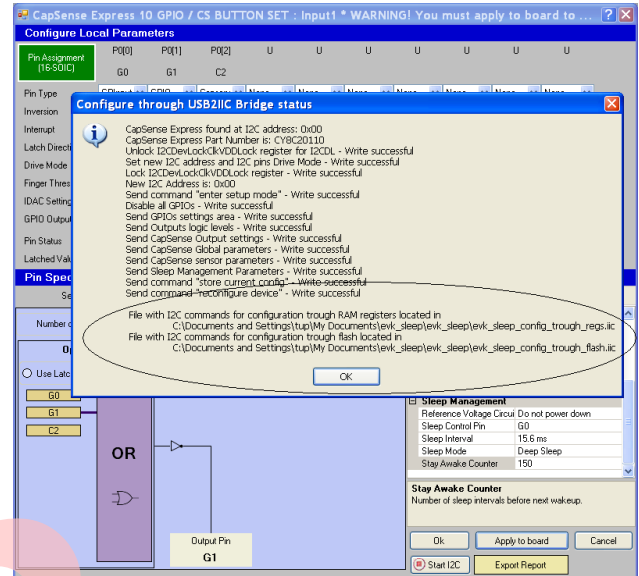 CapSense Express 10 GPIO / CS BUTTON SET : Input1 * WARNING! You must apply to board to ...
Configure Local Parameters
Pin Assignment
(16-SOIC)
P0[0] P0[1] P0[2] U U U U U U U
G0 G1 C2
Pin Type
Inversion
Interrupt
Latch Directi
Drive Mode
Finger Thres
IDAC Setting
GPIO Output
Pin Status
Latched Valu
Configure through USB2IIC Bridge status
CapSense Express found at I2C address: 0x00
CapSense Express Part Number is: CY8C20110
Unlock I2CDevLockClkVDDLock register for I2CDL - Write successful
Set new I2C address and I2C pins Drive Mode - Write successful
Lock I2CDevLockClkVDDLock register - Write successful
New I2C Address is: 0x00
Send command "enter setup mode" - Write successful
Disable all GPIOs - Write successful
Send GPIOs settings area - Write successful
Send Outputs logic levels - Write successful
Send CapSense Output settings - Write successful
Send CapSense Global parameters - Write successful
Send CapSense sensor parameters - Write successful
Send Sleep Management Parameters - Write successful
Send command "store current config" - Write successful
Send command "reconfigure device" - Write successful
File with I2C commands for configuration trough RAM registers located in
C:\Documents and Settings\tup\My Documents\evk_sleep\evk_sleep_config_trough_regs.iic
File with I2C commands for configuration trough flash located in
C:\Documents and Settings\tup\My Documents\evk_sleep\evk_sleep_config_trough_flash.iic
OK
Pin Spec
Se
Number o
Op
Use Latc
G0
G1
C2
OR
Output Pin
G1
Sleep Management
Reference Voltage Circui Do not power down
Sleep Control Pin G0
Sleep Interval 15.6 ms
Sleep Mode Deep Sleep
Stay Awake Counter 150
Stay Awake Counter
Number of sleep intervals before next wakeup.
Ok Apply to board Cancel
Start I2C Export Report